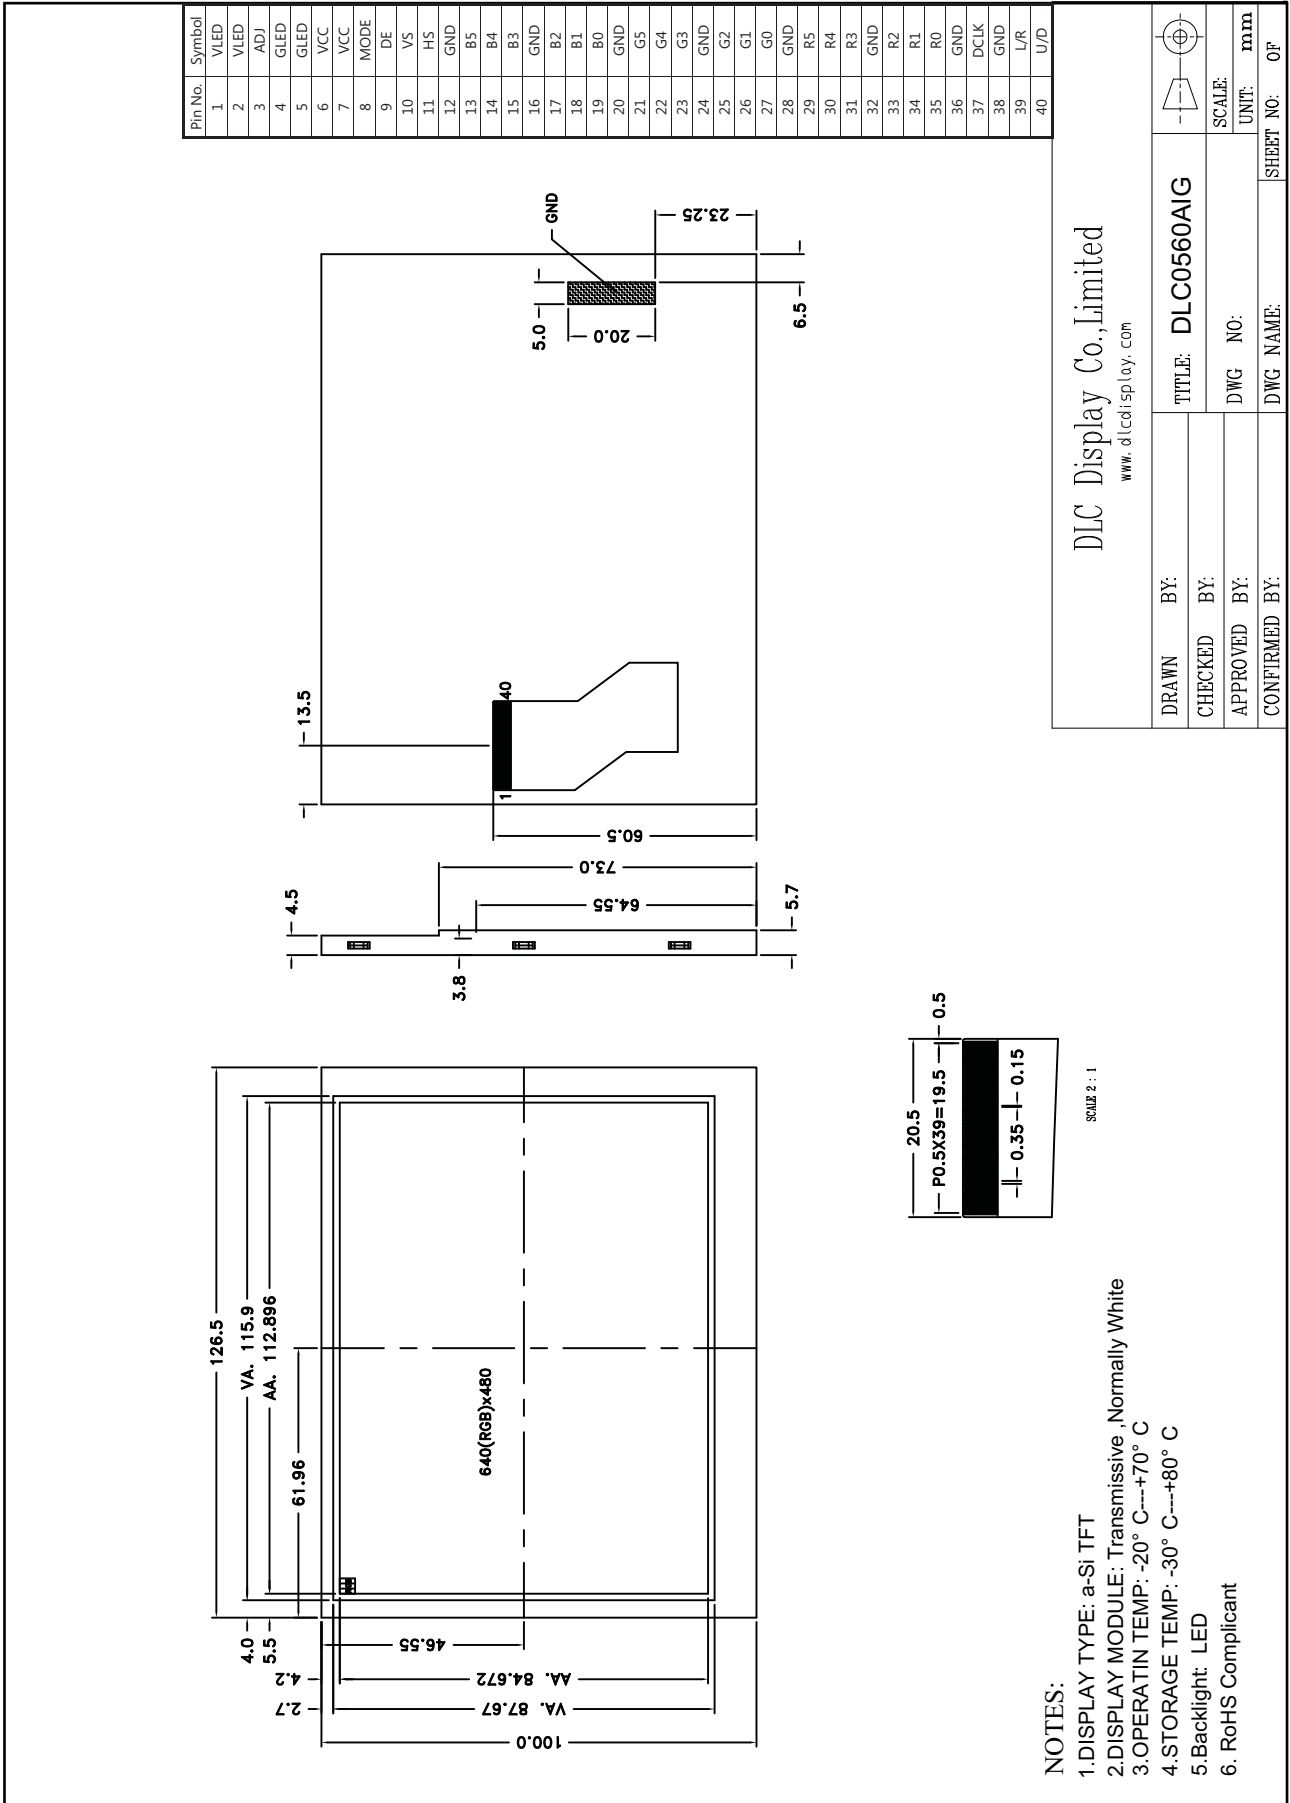 126.5
VA. 115.9
AA. 112.896
61.96
4.0
5.5
640(RGB)x480
2.7
4.2
46.55
AA. 84.672
VA. 87.67
100.0
4.5
3.8
64.55
73.0
5.7
13.5
1
40
60.5
5.0
GND
20.0
23.25
6.5
20.5
P0.5X39=19.5
0.5
0.35
0.15
SCALE 2 : 1
Pin No. Symbol
1 VLED
2 VLED
3 ADJ
4 GLED
5 GLED
6 VCC
7 VCC
8 MODE
9 DE
10 VS
11 HS
12 GND
13 B5
14 B4
15 B3
16 GND
17 B2
18 B1
19 B0
20 GND
21 G5
22 G4
23 G3
24 GND
25 G2
26 G1
27 G0
28 GND
29 R5
30 R4
31 R3
32 GND
33 R2
34 R1
35 R0
36 GND
37 DCLK
38 GND
39 L/R
40 U/D
NOTES:
1.DISPLAY TYPE: a-Si TFT
2.DISPLAY MODULE: Transmissive ,Normally White
3.OPERATIN TEMP: -20° C---+70° C
4.STORAGE TEMP: -30° C---+80° C
5.Backlight: LED
6. RoHS Complicant
DLC Display Co.,Limited
www.dlcdisplay.com
DRAWN BY:
CHECKED BY:
APPROVED BY:
CONFIRMED BY:
TITLE: DLC0560AIG
DWG NO:
DWG NAME:
SCALE:
UNIT: mm
SHEET NO: OF